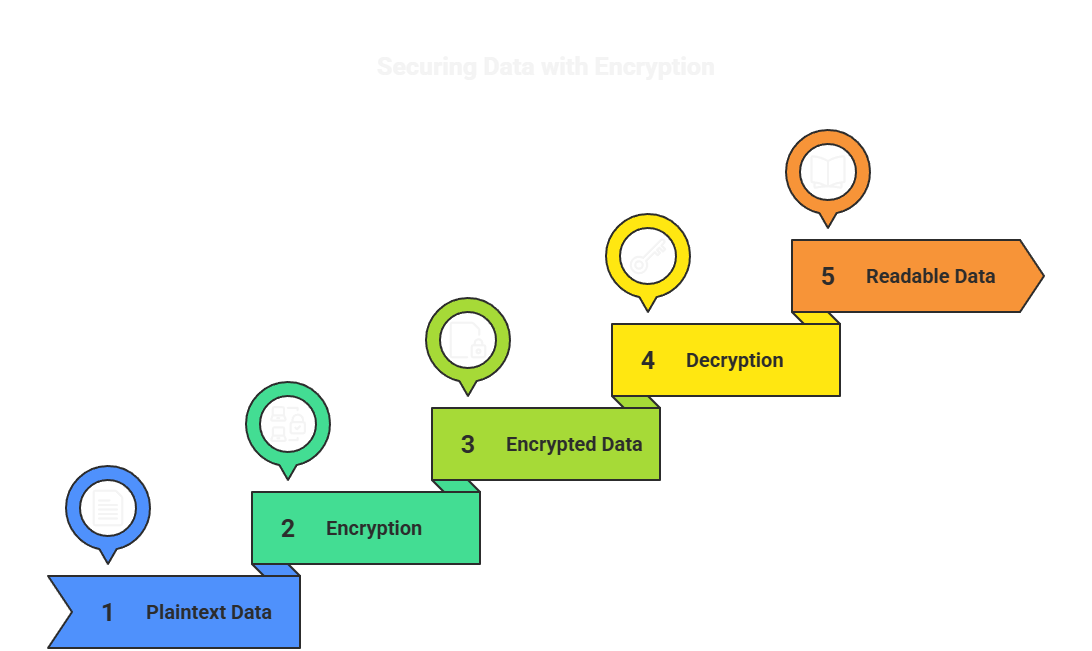 Securing Data with Encryption
5 Readable Data
4 Decryption
3 Encrypted Data
2 Encryption
1 Plaintext Data